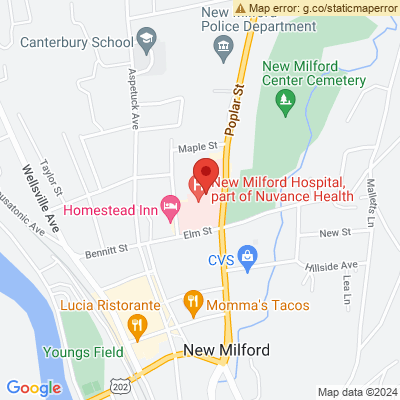 Map error: g.co/staticmaperror
New Milford
Police Department
Canterbury School
New Milford
Center Cemetery
Aspetuck Ave
Poplar St
Maple St
Wellsville Ave
Taylor St
Malletts Ln
New Milford Hospital,
part of Nuvance Health
Homestead Inn
ousatonic Ave
Elm St
New St
Bennitt St
CVS
Hillside Ave
Lea Ln
Lucia Ristorante
Momma's Tacos
Youngs Field
New Milford
202
Google
Map data ©2024